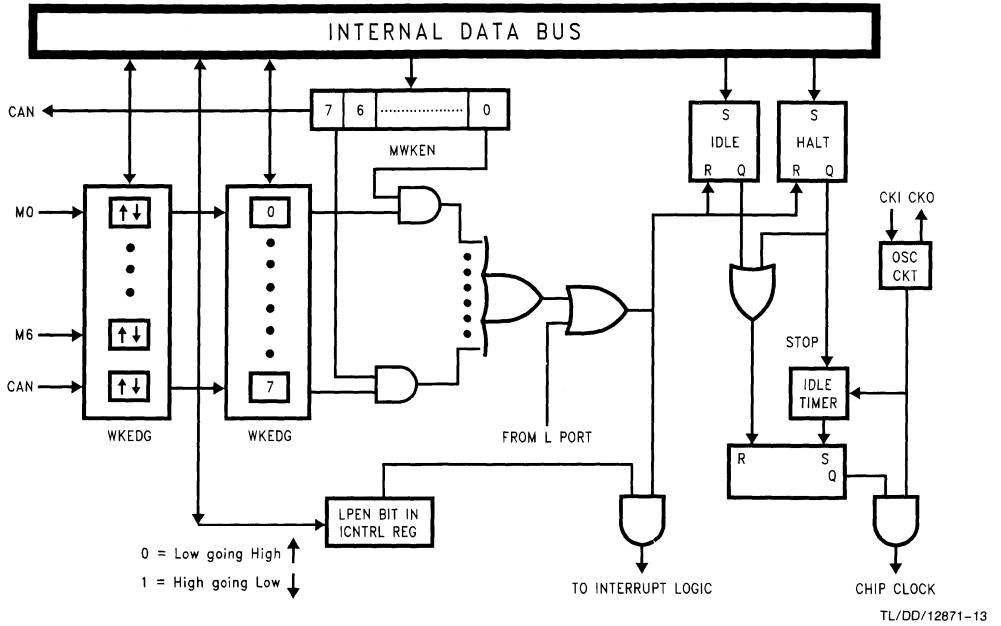 INTERNAL DATA BUS
CAN
7 6 0
MWKEN
S
IDLE
R Q
S
HALT
R Q
CKI CKO
OSC
CKT
M0
↑↓
0
M6
↑↓
CAN
↑↓
7
WKEDG
WKEDG
FROM L PORT
STOP
IDLE
TIMER
R S
Q
LPEN BIT IN
ICNTRL REG
0 = Low going High ↑
1 = High going Low ↓
TO INTERRUPT LOGIC
CHIP CLOCK
TL/DD/12871-13